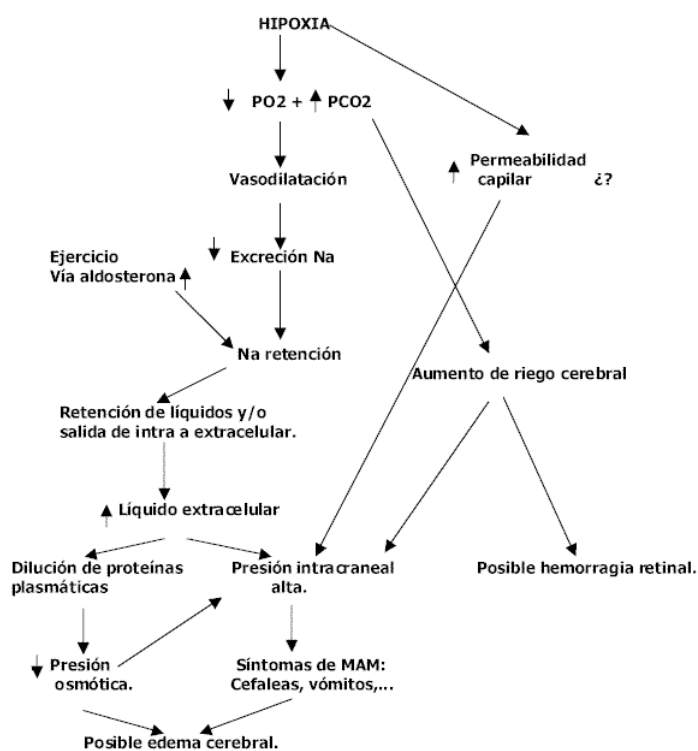 HIPOXIA
PO2 + PCO2
Permeabilidad
capilar ¿?
Vasodilatación
Ejercicio
Vía aldosterona
Excreción Na
Na retención
Aumento de riego cerebral
Retención de líquidos y/o
salida de intra a extracelular.
Líquido extracelular
Dilución de proteínas
plasmáticas
Presión intracraneal
alta.
Posible hemorragia retinal.
Presión
osmótica.
Síntomas de MAM:
Cefaleas, vómitos,...
Posible edema cerebral.